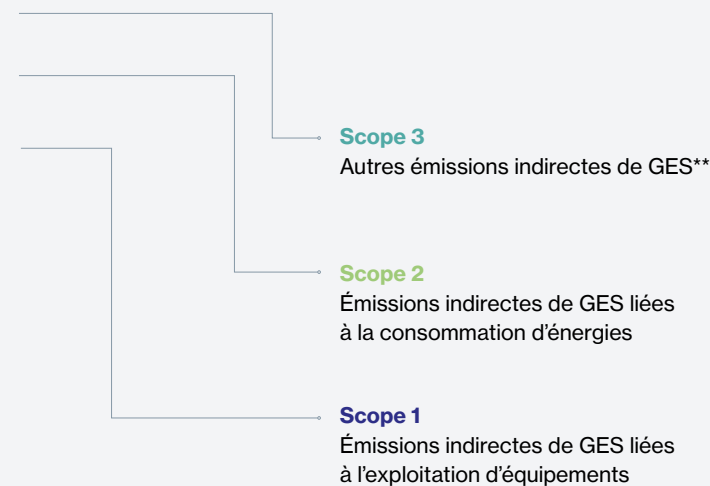 Scope 3
Autres émissions indirectes de GES**
Scope 2
Émissions indirectes de GES liées
à la consommation d’énergies
Scope 1
Émissions indirectes de GES liées
à l’exploitation d’équipements